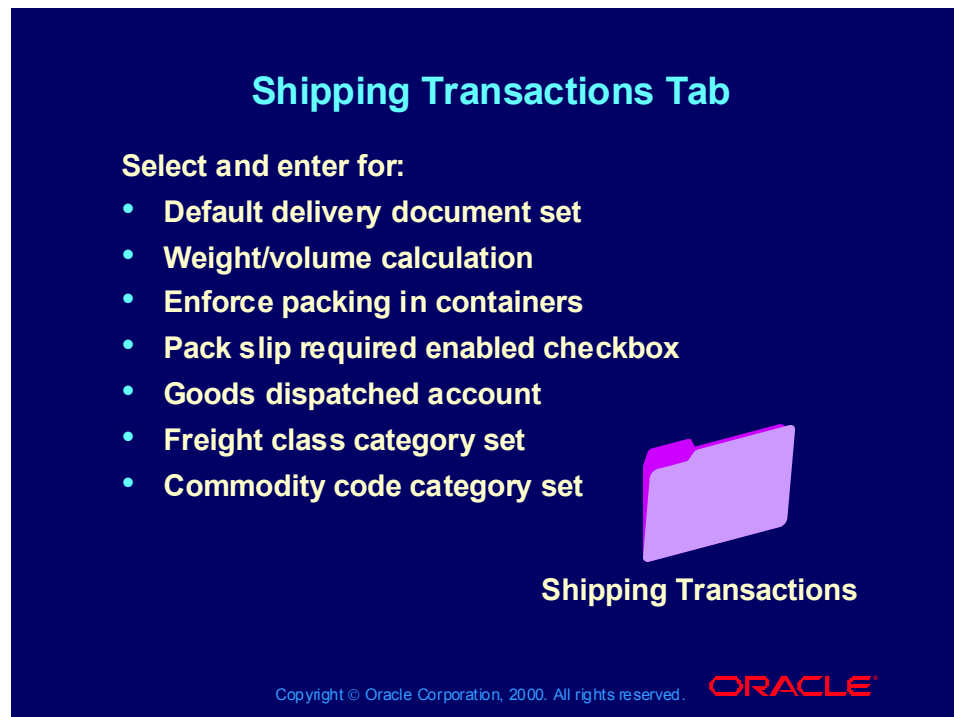 Shipping Transactions Tab
Select and enter for:
• Default delivery document set
• Weight/volume calculation
• Enforce packing in containers
• Pack slip required enabled checkbox
• Goods dispatched account
• Freight class category set
• Commodity code category set
Shipping Transactions
Copyright © Oracle Corporation, 2000. All rights reserved.
ORACLE®